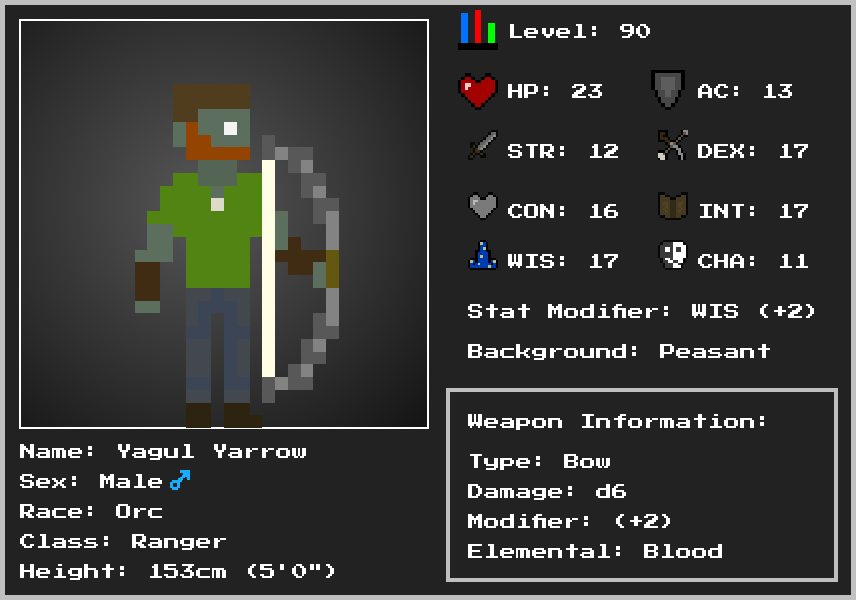 Level: 90
HP: 23
AC: 13
STR: 12
DEX: 17
CON: 16
INT: 17
WIS: 17
CHA: 11
Stat Modifier: WIS (+2)
Background: Peasant
Name: Yagul Yarrow
Sex: Male ♂
Race: Orc
Class: Ranger
Height: 153cm (5'0")
Weapon Information:
Type: Bow
Damage: d6
Modifier: (+2)
Elemental: Blood